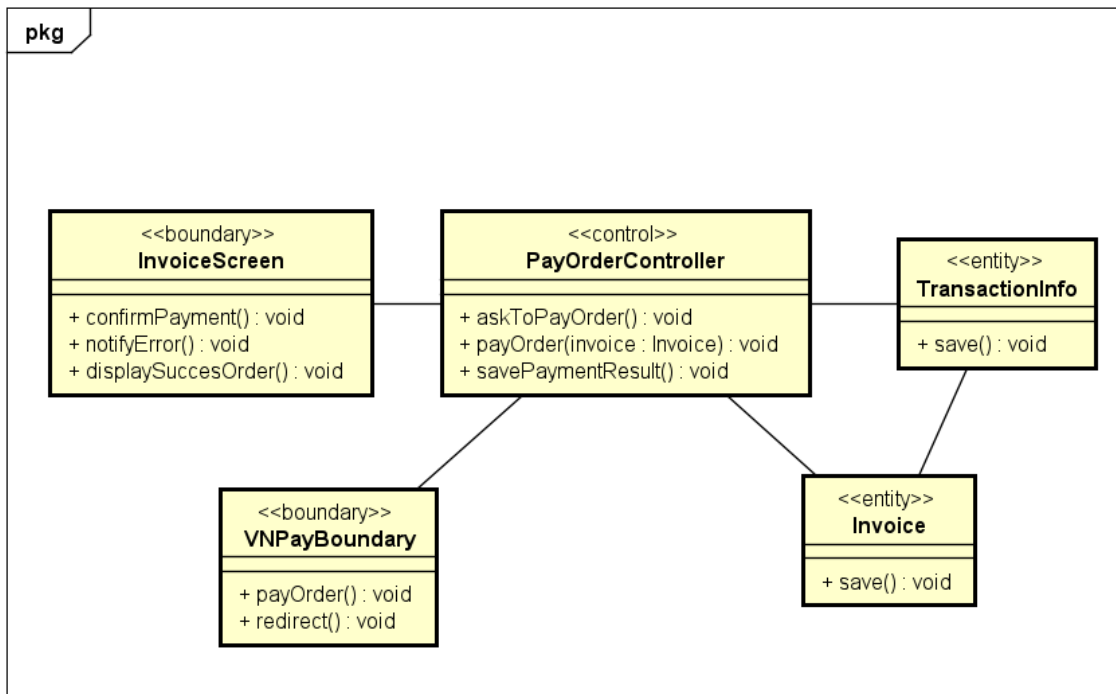 pkg
<<boundary>>
InvoiceScreen
+ confirmPayment() : void
+ notifyError() : void
+ displaySuccesOrder() : void
<<control>>
PayOrderController
+ askToPayOrder() : void
+ payOrder(invoice : Invoice) : void
+ savePaymentResult() : void
<<entity>>
TransactionInfo
+ save() : void
<<boundary>>
VNPayBoundary
+ payOrder() : void
+ redirect() : void
<<entity>>
Invoice
+ save() : void